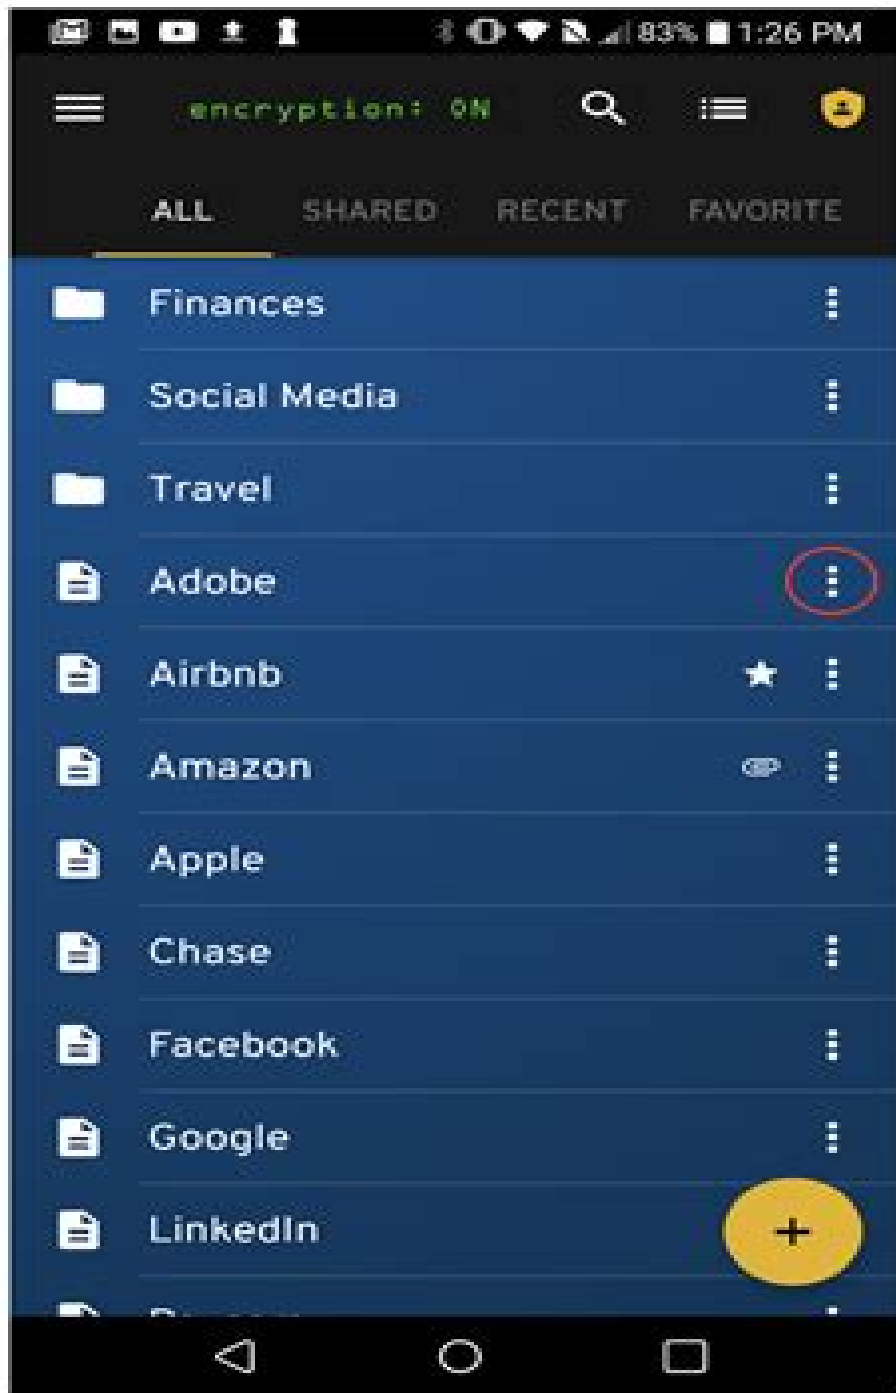 83% 1:26 PM
encryption: ON
ALL SHARED RECENT FAVORITE
Finances
Social Media
Travel
Adobe
Airbnb
Amazon
Apple
Chase
Facebook
Google
LinkedIn